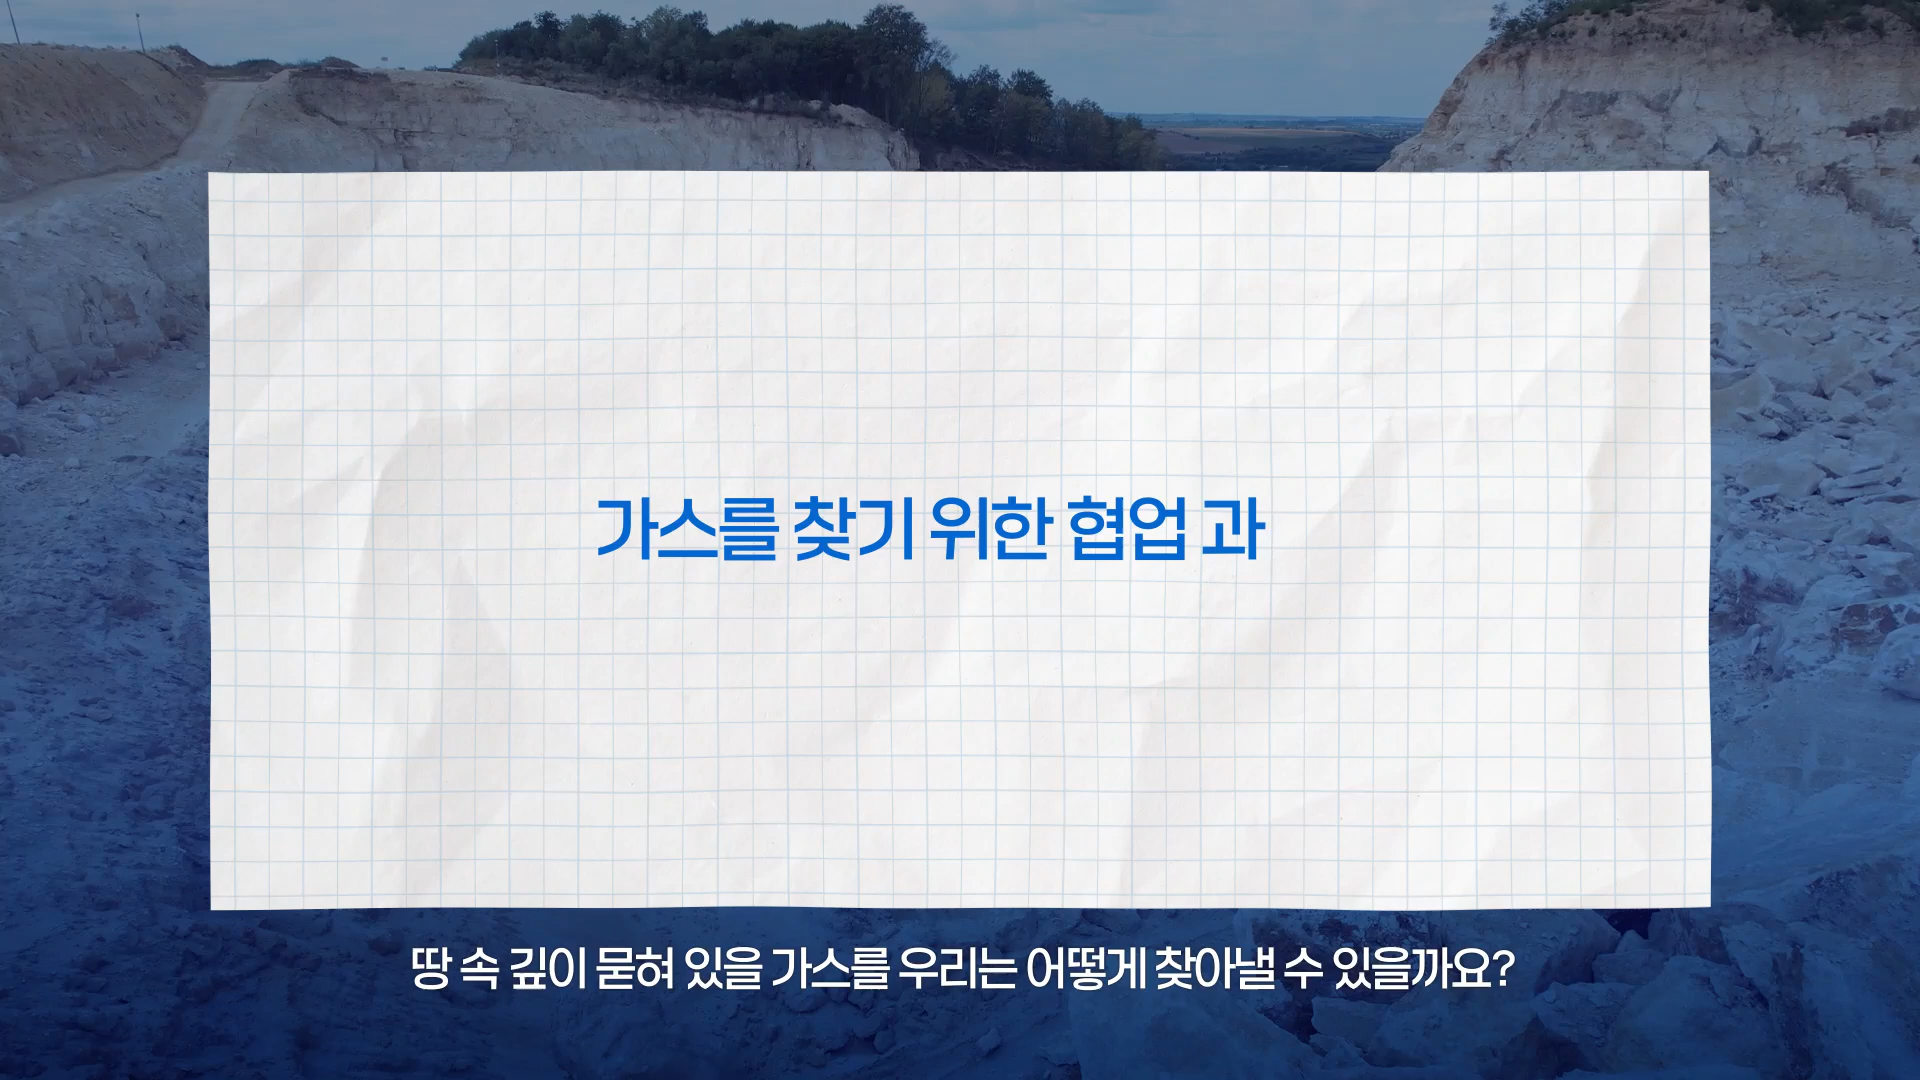 가스를 찾기 위한 협업 과
땅 속 깊이 묻혀 있을 가스를 우리는 어떻게 찾아낼 수 있을까요?